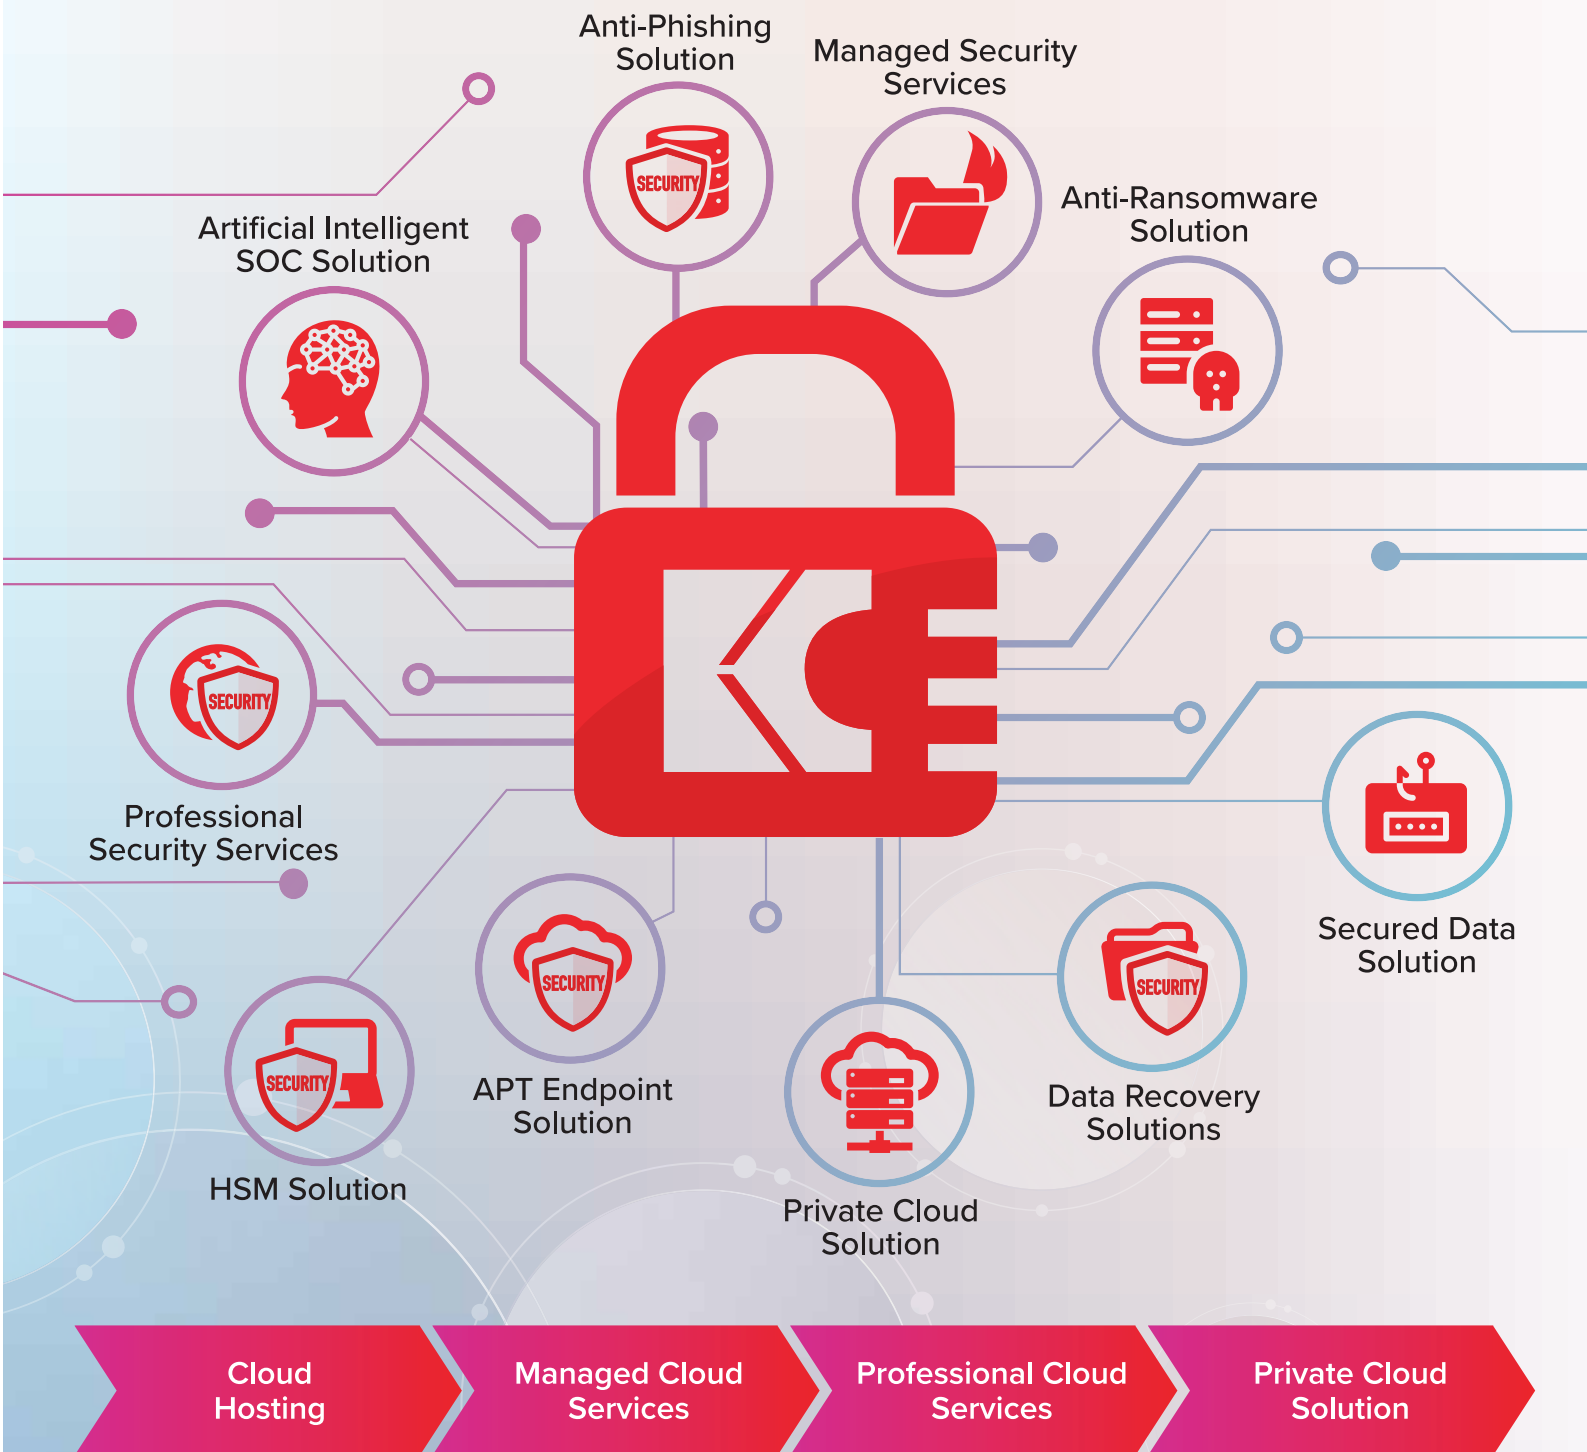 Anti-Phishing
Solution
Managed Security
Services
SECURITY
Anti-Ransomware
Solution
Artificial Intelligent
SOC Solution
SECURITY
Professional
Security Services
Secured Data
Solution
SECURITY
SECURITY
SECURITY
APT Endpoint
Solution
Data Recovery
Solutions
HSM Solution
Private Cloud
Solution
Cloud
Hosting
Managed Cloud
Services
Professional Cloud
Services
Private Cloud
Solution